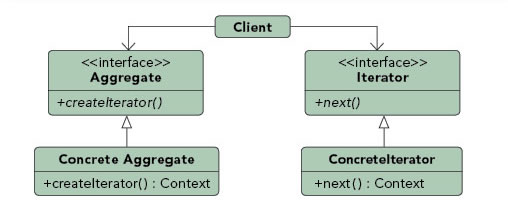 Client
<<interface>>
Aggregate
+createIterator()
<<interface>>
Iterator
+next()
Concrete Aggregate
+createIterator() : Context
ConcreteIterator
+next() : Context